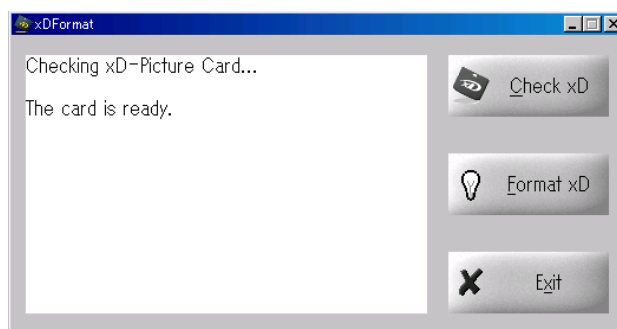 xDFormat
Checking xD-Picture Card...
The card is ready.
Check xD
Format xD
Exit